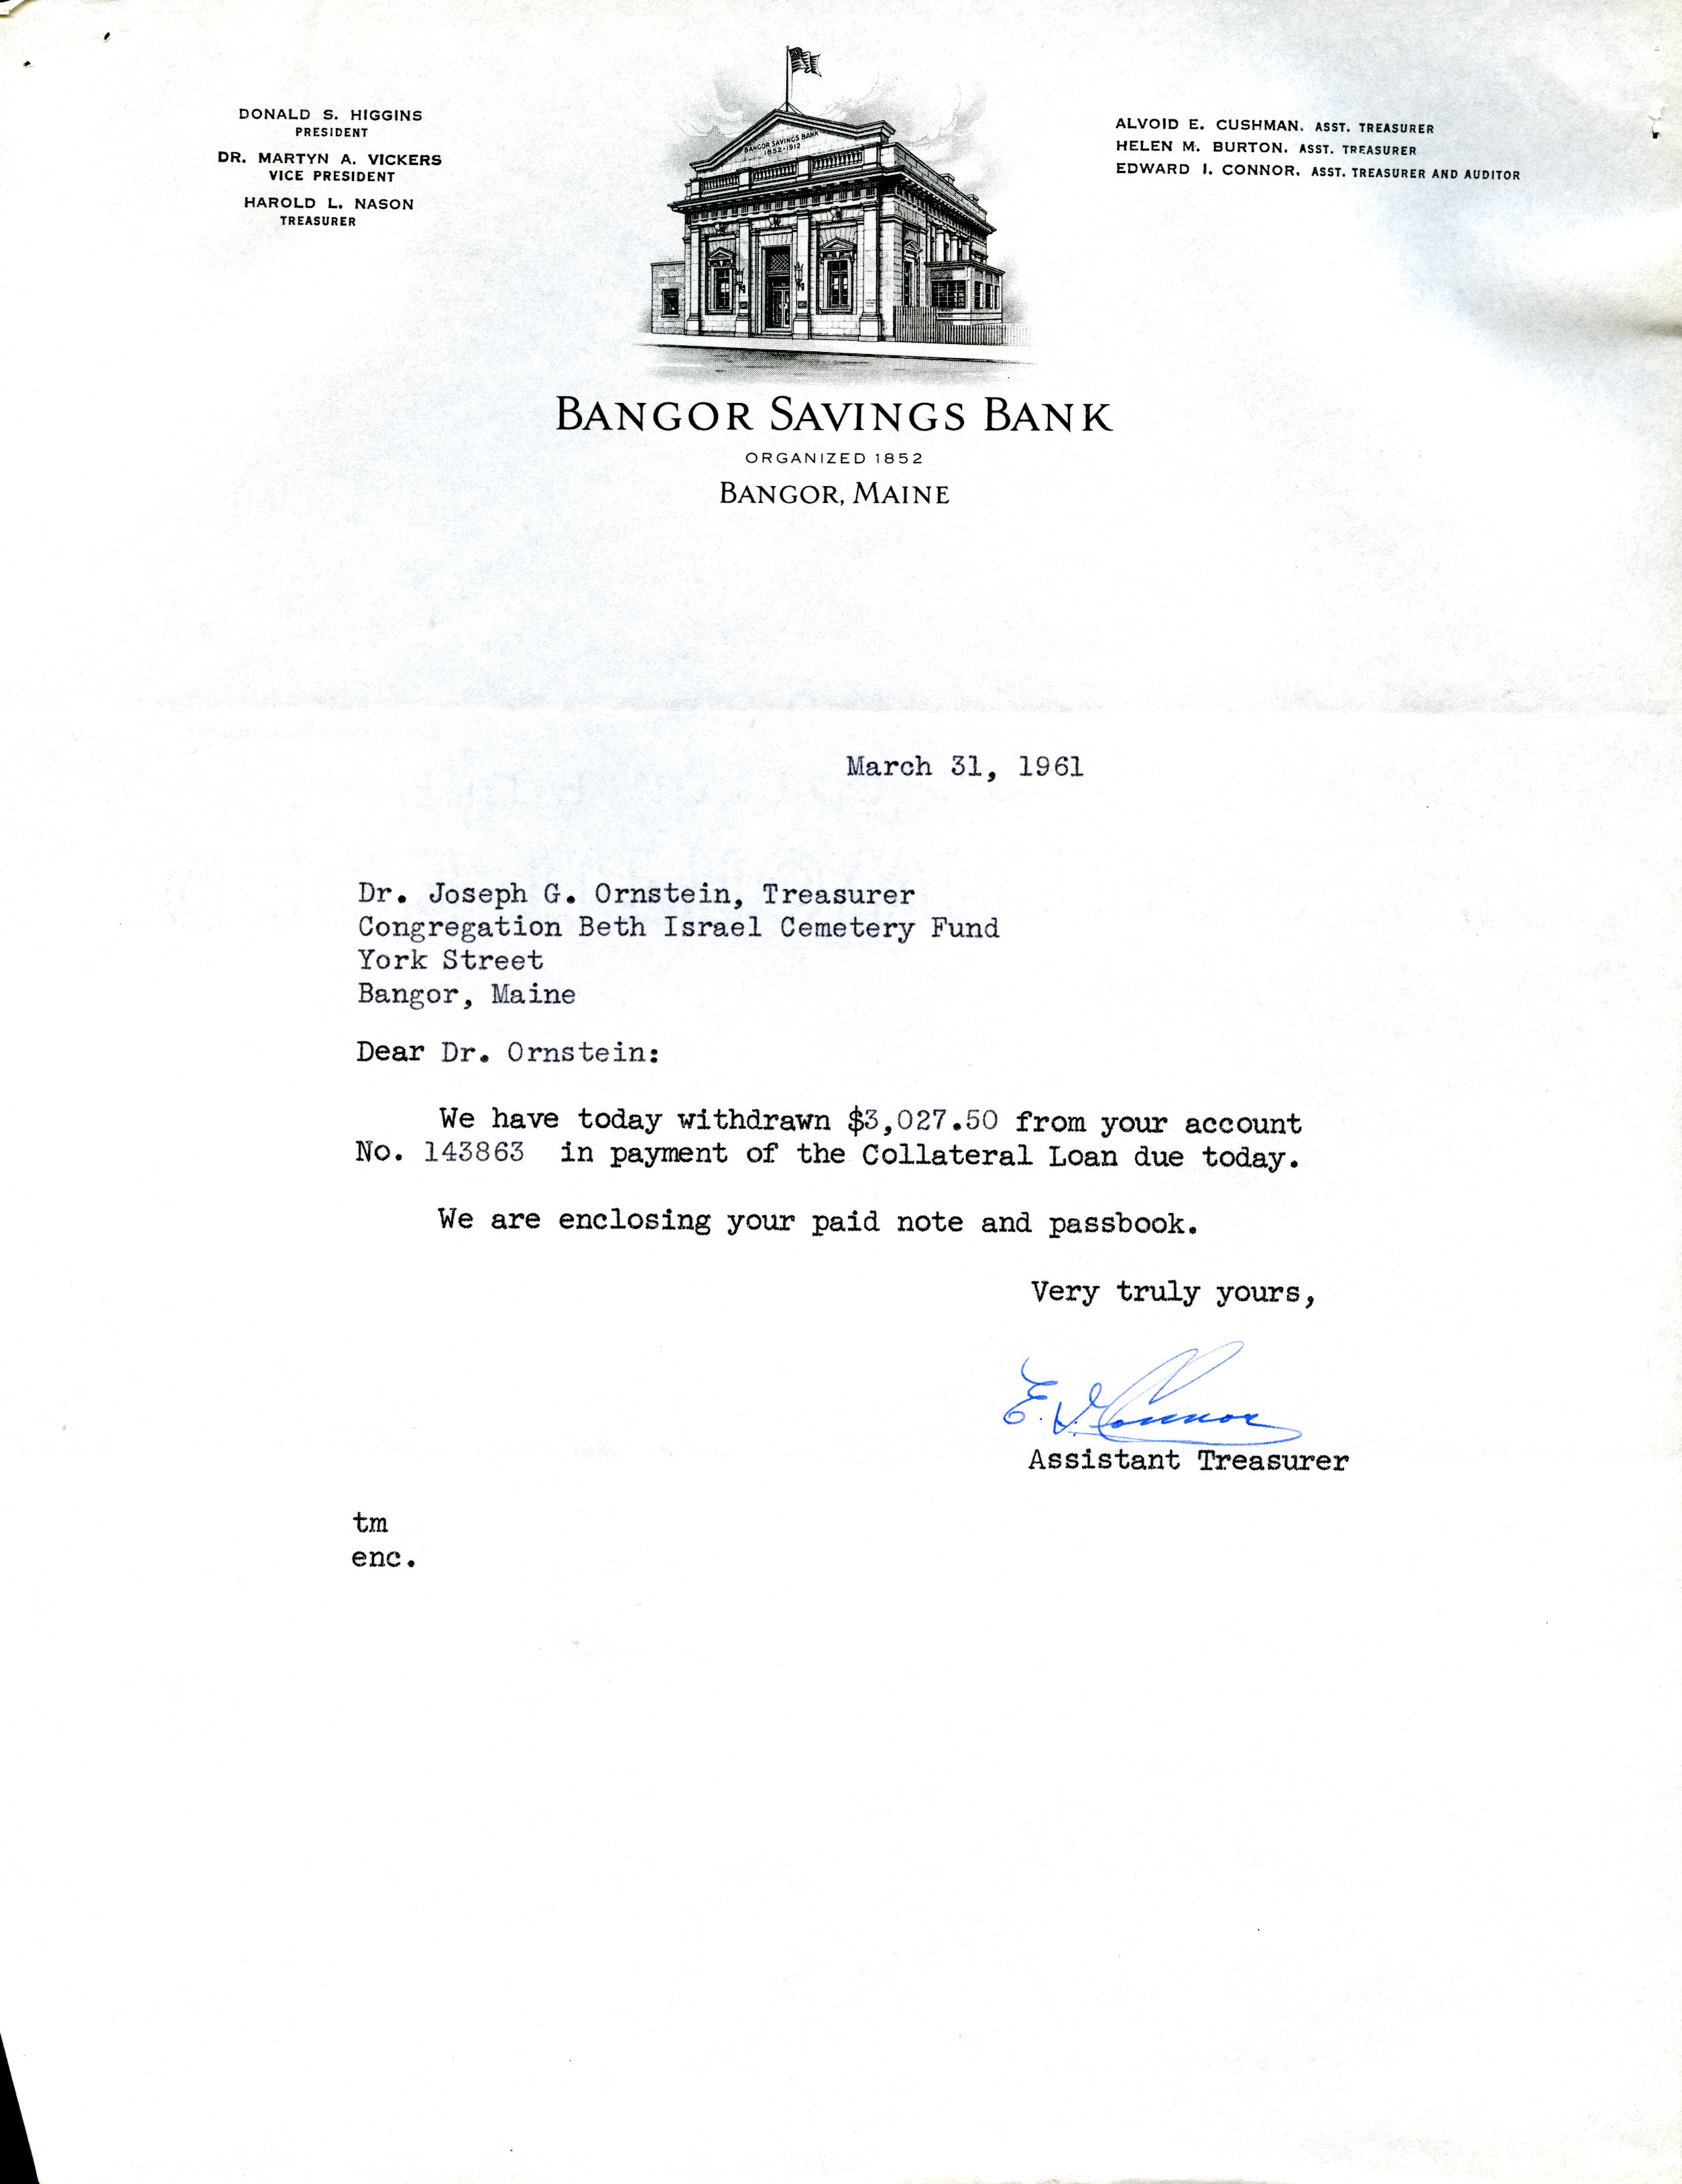 DONALD S. HIGGINS
PRESIDENT
DR. MARTYN A. VICKERS
VICE PRESIDENT
HAROLD L. NASON
TREASURER
BANGOR SAVINGS BANK
1852-1912
ALVOID E. CUSHMAN. ASST. TREASURER
HELEN M. BURTON. ASST. TREASURER
EDWARD I. CONNOR. ASST. TREASURER AND AUDITOR
BANGOR SAVINGS BANK
ORGANIZED 1852
BANGOR, MAINE
March 31, 1961
Dr. Joseph G. Ornstein, Treasurer
Congregation Beth Israel Cemetery Fund
York Street
Bangor, Maine
Dear Dr. Ornstein:
We have today withdrawn $3,027.50 from your account
No. 143863 in payment of the Collateral Loan due today.
We are enclosing your paid note and passbook.
Very truly yours,
E. I. Connor
Assistant Treasurer
tm
enc.